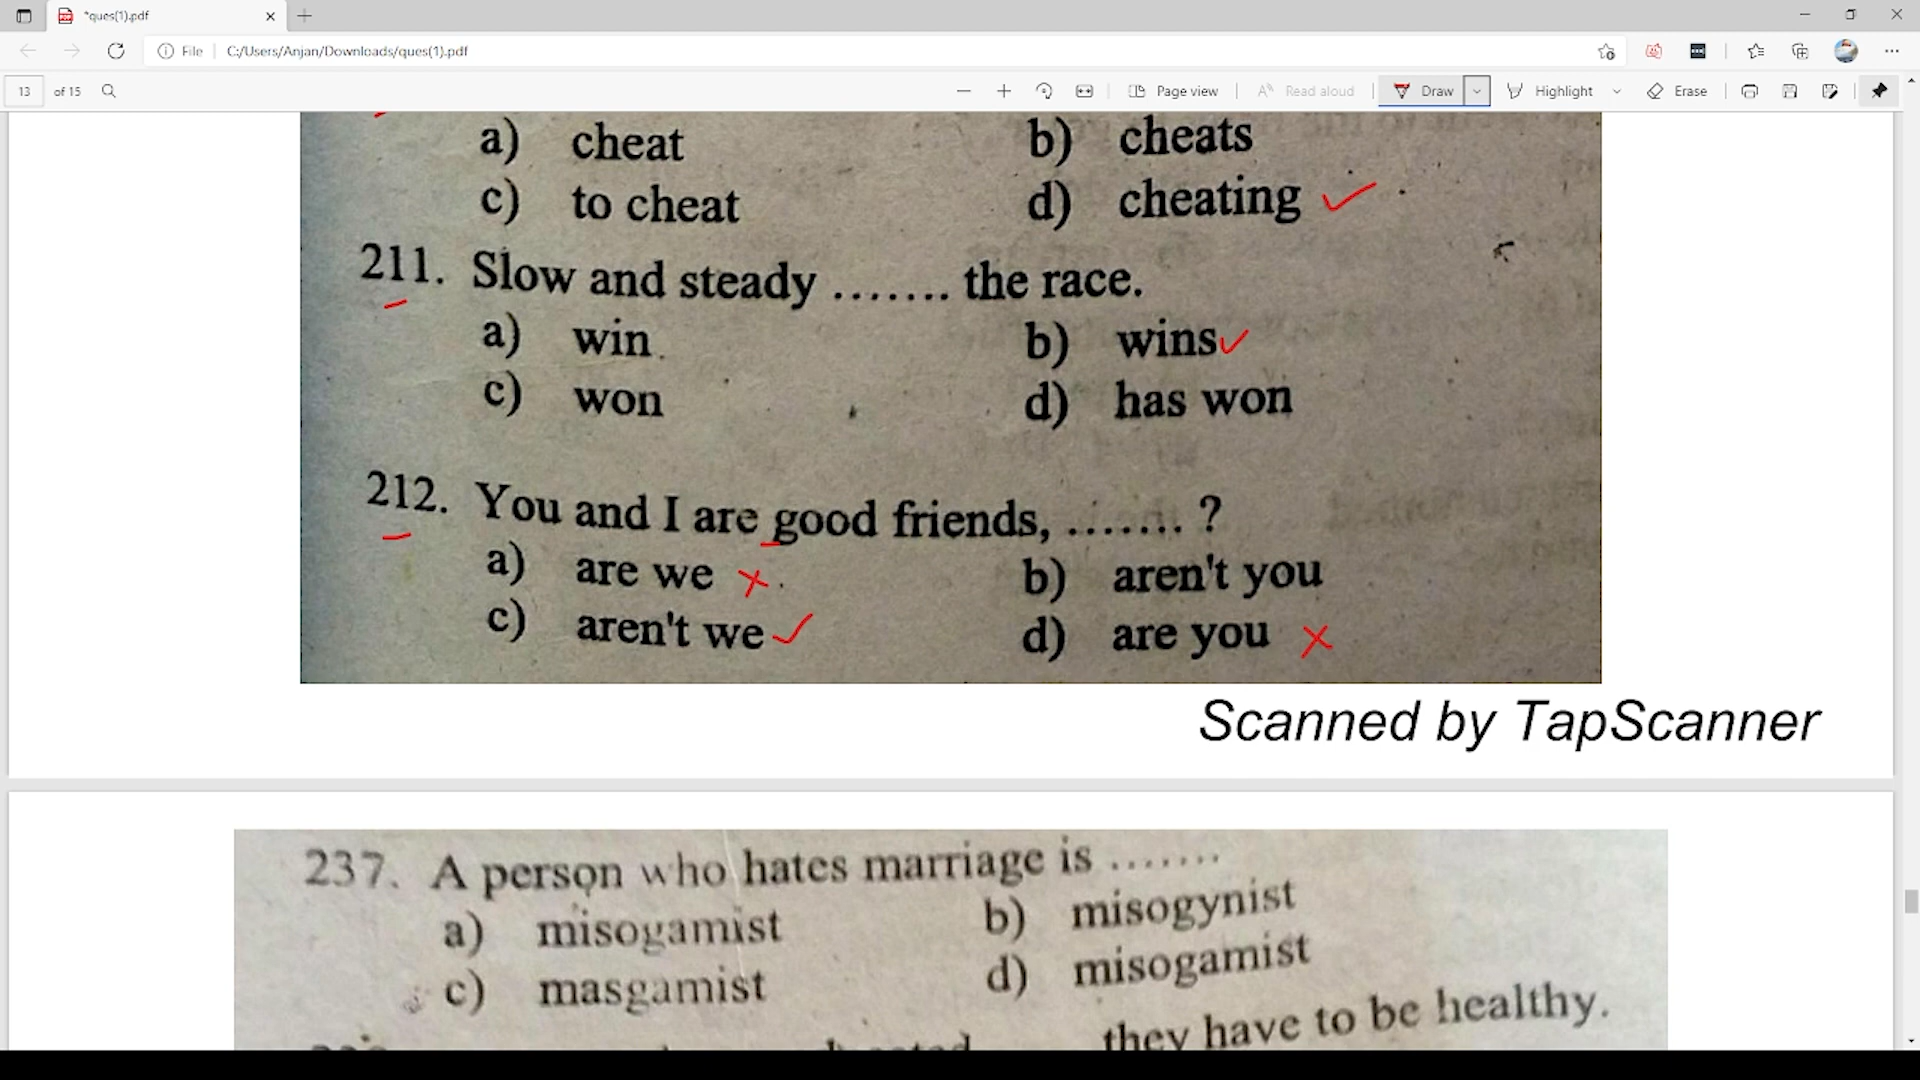 *ques(1).pdf
File C:/Users/Anjan/Downloads/ques(1).pdf
13 of 15 Page view Read aloud Draw Highlight Erase
a) cheat b) cheats
c) to cheat d) cheating
211. Slow and steady ....... the race.
a) win b) wins
c) won d) has won
212. You and I are good friends, ....... ?
a) are we b) aren't you
c) aren't we d) are you
Scanned by TapScanner
237. A person who hates marriage is .......
a) misogamist b) misogynist
c) masgamist d) misogamist
they have to be healthy.